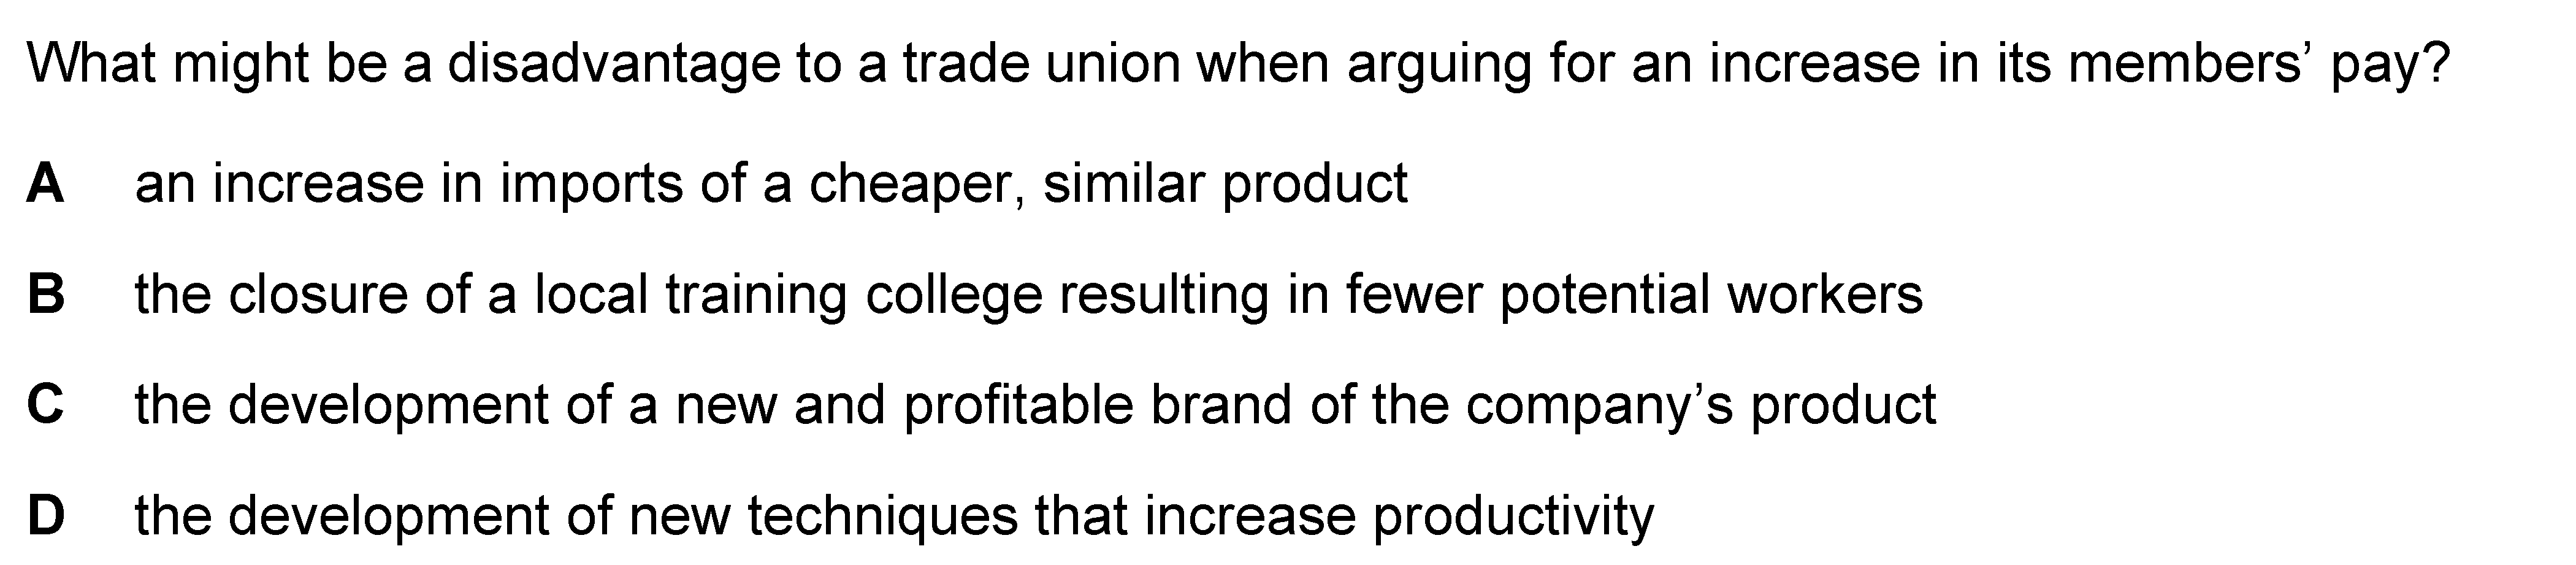 What might be a disadvantage to a trade union when arguing for an increase in its members’ pay?
A an increase in imports of a cheaper, similar product
B the closure of a local training college resulting in fewer potential workers
C the development of a new and profitable brand of the company’s product
D the development of new techniques that increase productivity